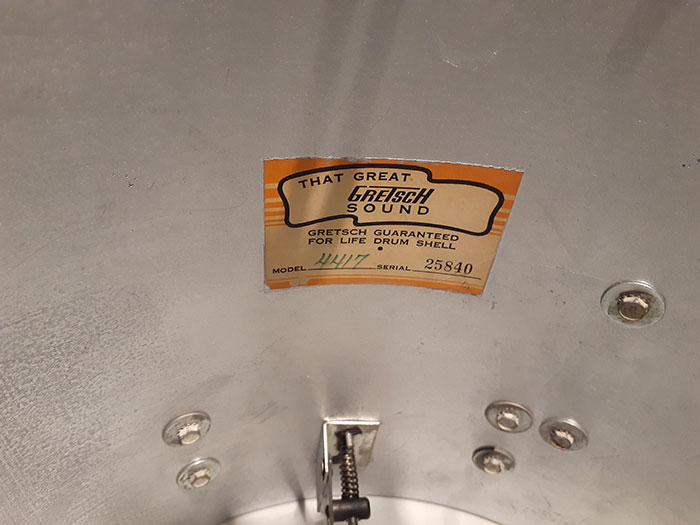 THAT GREAT
GRETSCH
SOUND
GRETSCH GUARANTEED
FOR LIFE DRUM SHELL
MODEL 4417 SERIAL 25840